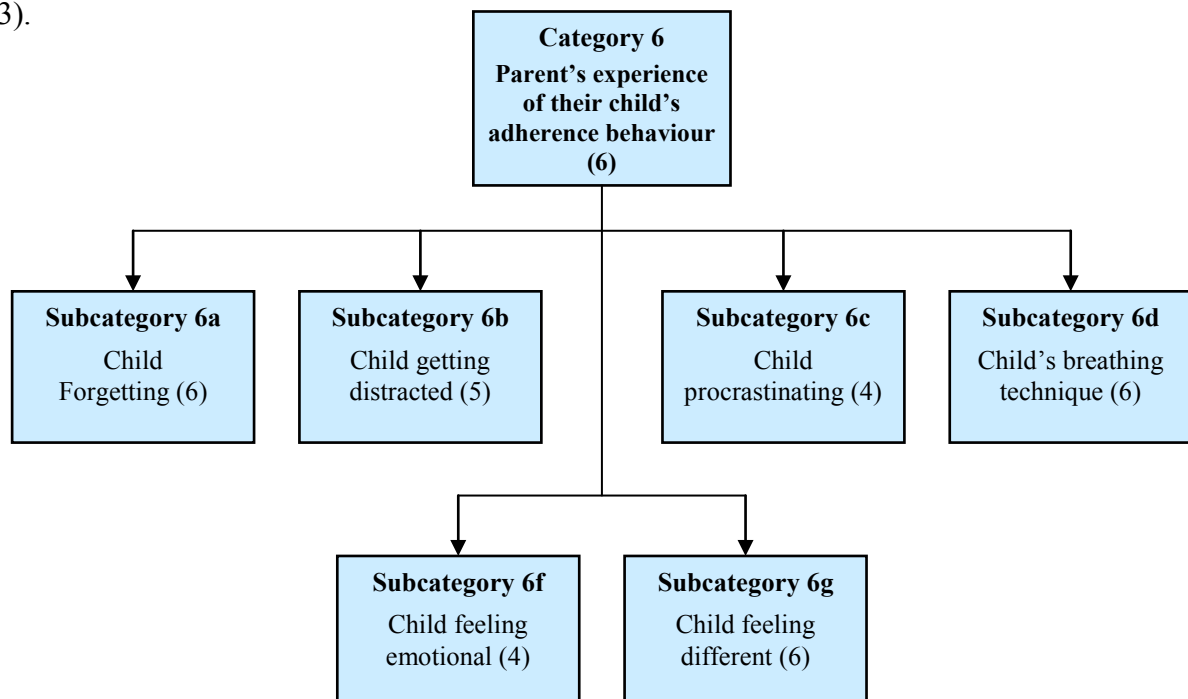 3).
Category 6
Parent’s experience
of their child’s
adherence behaviour
(6)
Subcategory 6a
Child
Forgetting (6)
Subcategory 6b
Child getting
distracted (5)
Subcategory 6c
Child
procrastinating (4)
Subcategory 6d
Child’s breathing
technique (6)
Subcategory 6f
Child feeling
emotional (4)
Subcategory 6g
Child feeling
different (6)